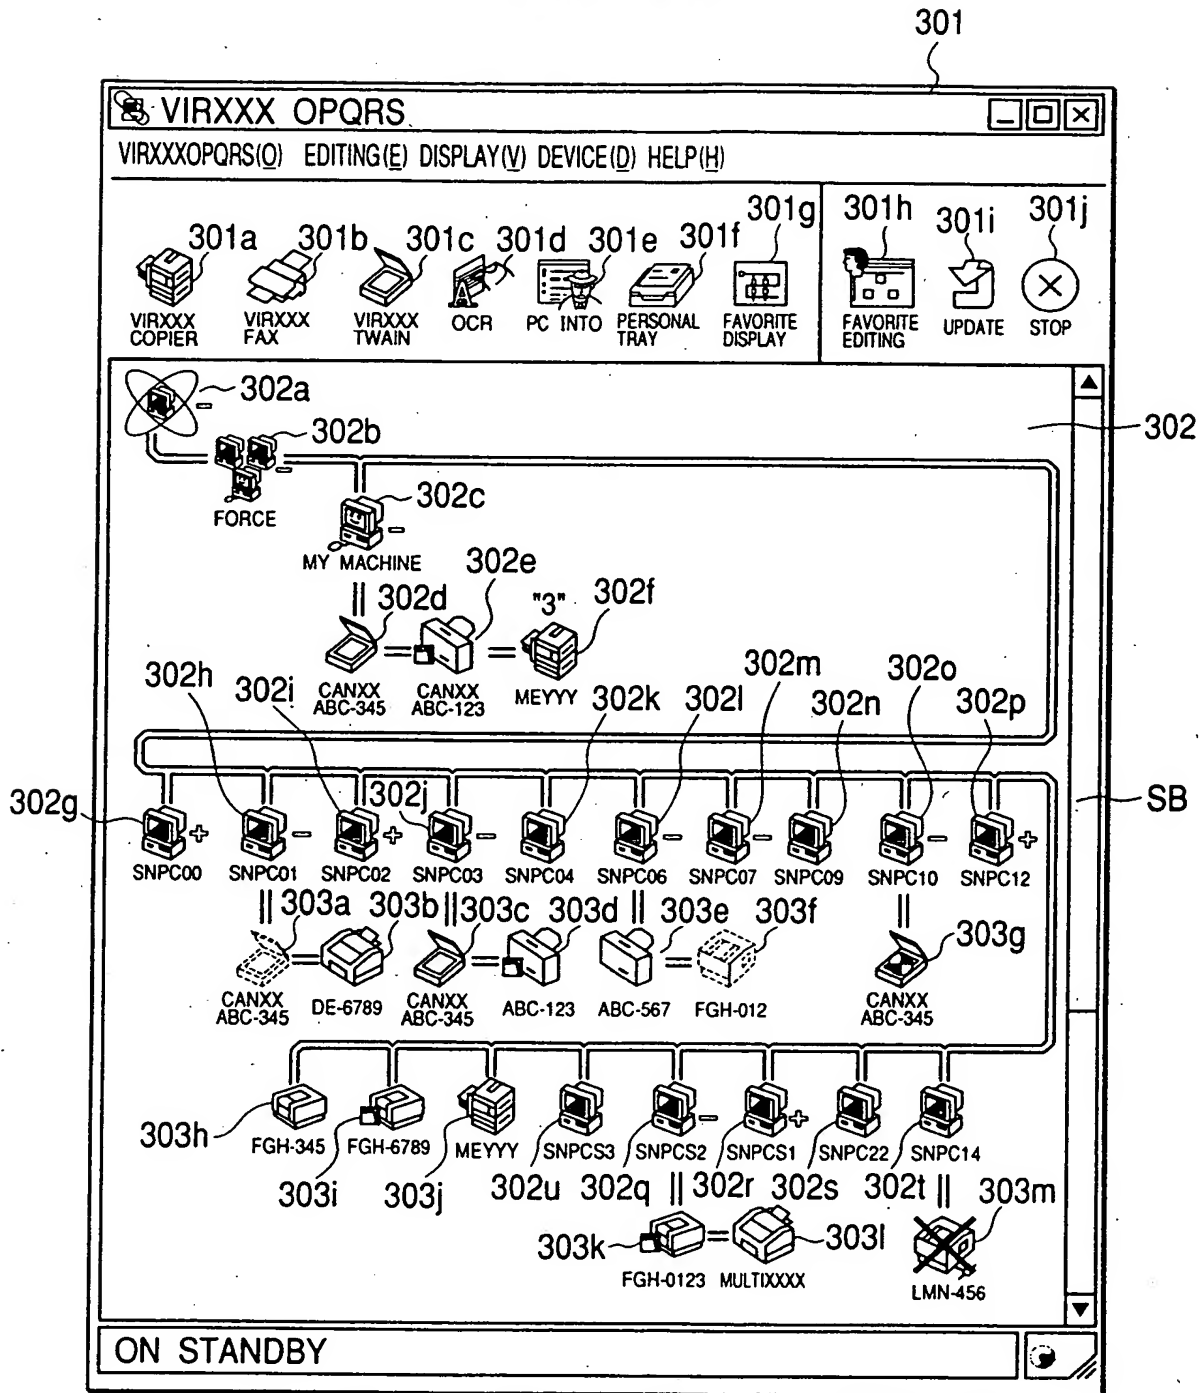 301
VIRXXX OPQRS
VIRXXXOPQRS(O) EDITING(E) DISPLAY(V) DEVICE(D) HELP(H)
301a 301b 301c 301d 301e 301f 301g 301h 301i 301j
VIRXXX COPIER
VIRXXX FAX
VIRXXX TWAIN
OCR
PC INTO
PERSONAL TRAY
FAVORITE DISPLAY
FAVORITE EDITING
UPDATE
STOP
302a
302
302b
FORCE
302c
MY MACHINE
302d 302e "3" 302f
CANXX ABC-345
CANXX ABC-123
MEYYY
302h 302i 302k 302l 302m 302n 302o 302p
302g 302j SB
SNPC00 SNPC01 SNPC02 SNPC03 SNPC04 SNPC06 SNPC07 SNPC09 SNPC10 SNPC12
303a 303b 303c 303d 303e 303f 303g
CANXX ABC-345
DE-6789
CANXX ABC-345
ABC-123
ABC-567
FGH-012
CANXX ABC-345
303h
FGH-345 FGH-6789 MEYYY SNPCS3 SNPCS2 SNPCS1 SNPC22 SNPC14
303i 303j 302u 302q 302r 302s 302t 303m
303k 303l
FGH-0123 MULTIXXXX LMN-456
ON STANDBY